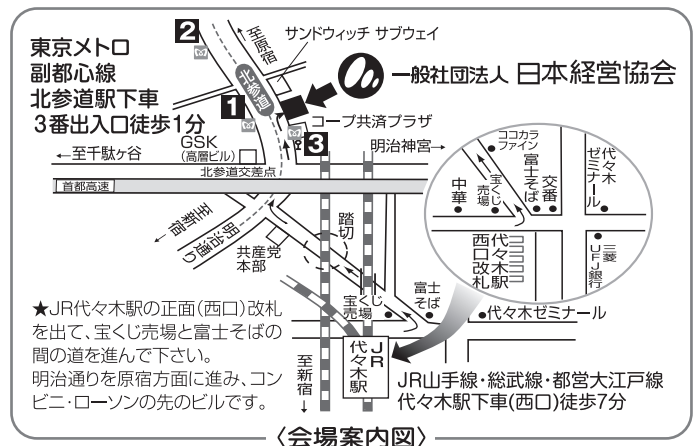 東京メトロ
副都心線
北参道駅下車
3番出入口徒歩1分
2
至原宿
サンドウィッチ サブウェイ
北参道
一般社団法人 日本経営協会
1
コープ共済プラザ
3
GSK
(高層ビル)
←至千駄ヶ谷
明治神宮→
北参道交差点
首都高速
至新宿
明治通り
共産党
本部
踏切
宝くじ
売場
富士
そば
代々木ゼミナール
JR
代々木駅
至新宿
ココカラ
ファイン
中華
宝くじ
売場
富士そば
交番
代々木
ゼミナール
代々木駅
西口改札
三菱
UFJ銀行
★JR代々木駅の正面(西口)改札
を出て、宝くじ売場と富士そばの
間の道を進んで下さい。
明治通りを原宿方面に進み、コン
ビニ・ローソンの先のビルです。
JR山手線・総武線・都営大江戸線
代々木駅下車(西口)徒歩7分
〈会場案内図〉